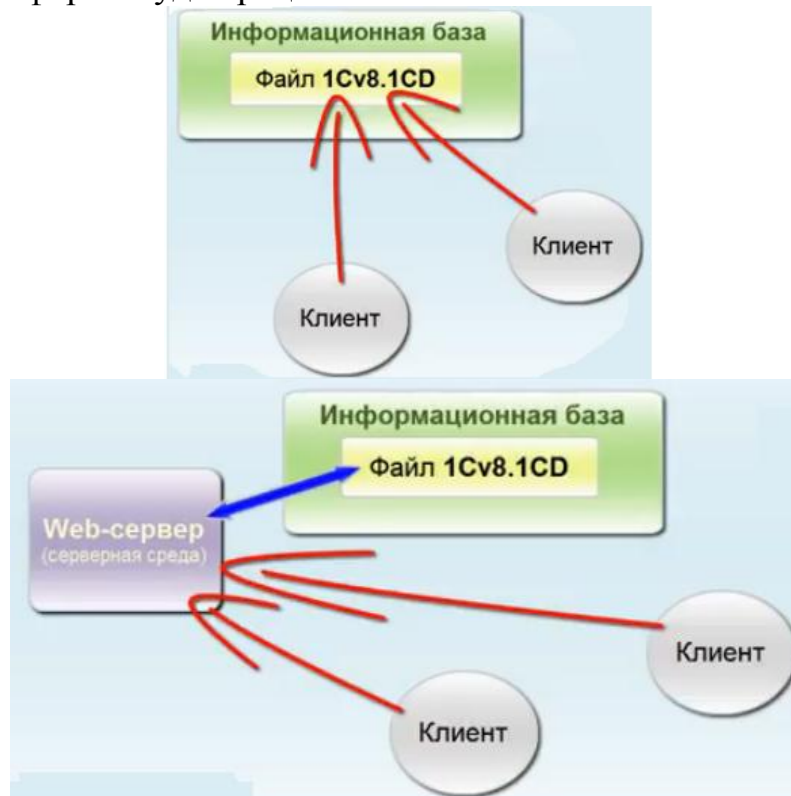 Информационная база
Файл 1Cv8.1CD
Клиент
Клиент
Информационная база
Файл 1Cv8.1CD
Web-сервер
(серверная среда)
Клиент
Клиент